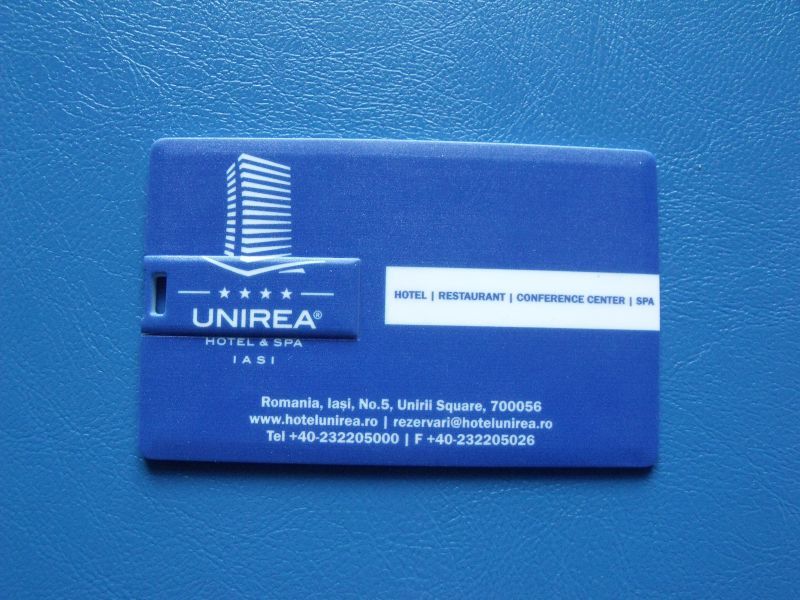 ★ ★ ★ ★
UNIREA®
HOTEL & SPA
IASI
HOTEL | RESTAURANT | CONFERENCE CENTER | SPA
Romania, Iași, No.5, Unirii Square, 700056
www.hotelunirea.ro | rezervari@hotelunirea.ro
Tel +40-232205000 | F +40-232205026